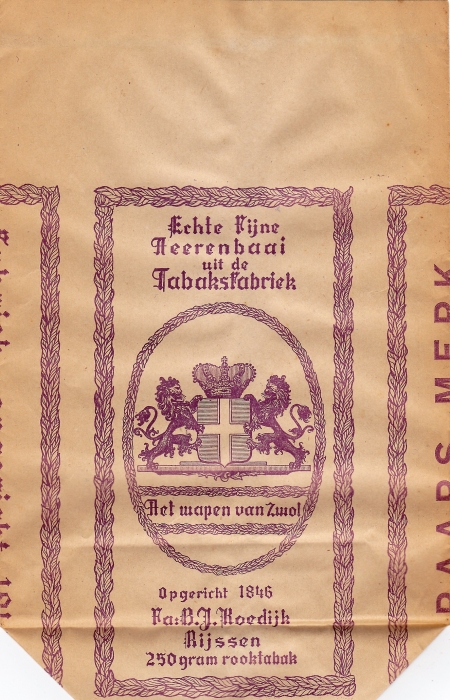 Echte Fijne
Heerenbaai
uit de
Tabaksfabriek
Het wapen van Zwol
Opgericht 1846
Fa: B.J. Roedijk
Rijssen
250 gram rooktabak
PAARS MERK